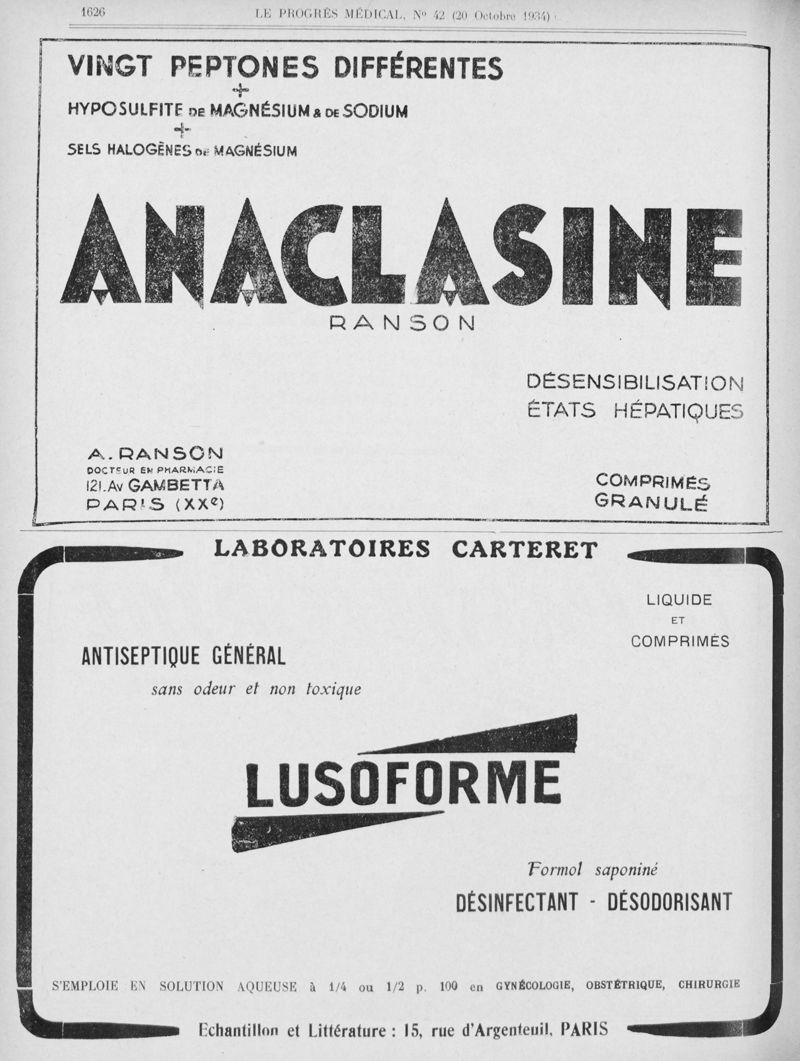 1626
LE PROGRÈS MÉDICAL, Nº 42 (20 Octobre 1934)
VINGT PEPTONES DIFFÉRENTES
+
HYPOSULFITE DE MAGNÉSIUM & DE SODIUM
+
SELS HALOGÈNES DE MAGNÉSIUM
ANACLASINE
RANSON
DÉSENSIBILISATION
ÉTATS HÉPATIQUES
A. RANSON
DOCTEUR EN PHARMACIE
121. Av GAMBETTA
PARIS (XXe)
COMPRIMÉS
GRANULÉ
LABORATOIRES CARTERET
LIQUIDE
ET
COMPRIMÉS
ANTISEPTIQUE GÉNÉRAL
sans odeur et non toxique
LUSOFORME
Formol saponiné
DÉSINFECTANT - DÉSODORISANT
S'EMPLOIE EN SOLUTION AQUEUSE à 1/4 ou 1/2 p. 100 en GYNÉCOLOGIE, OBSTÉTRIQUE, CHIRURGIE
Echantillon et Littérature : 15, rue d'Argenteuil, PARIS